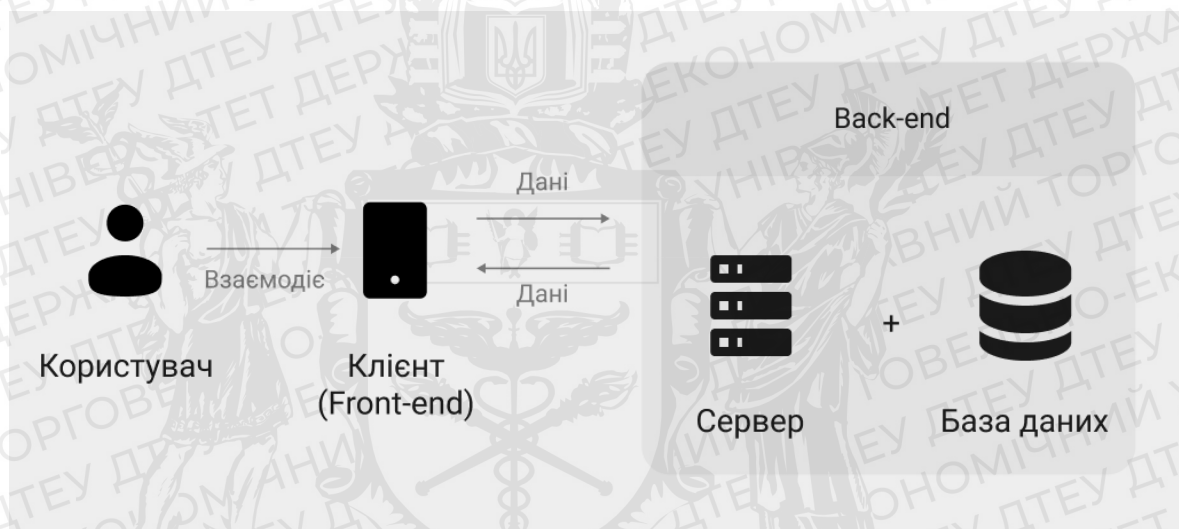 Back-end
Дані
Взаємодіє
Дані
+
Користувач
Клієнт
(Front-end)
Сервер
База даних